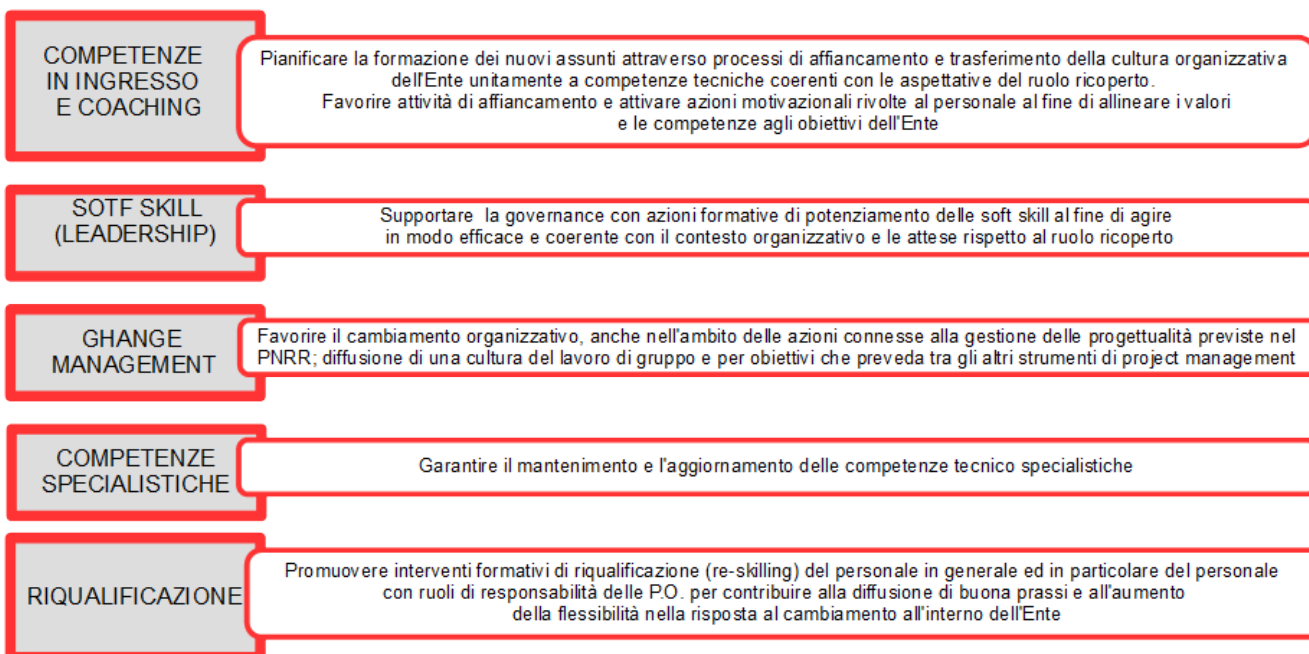 COMPETENZE
IN INGRESSO
E COACHING
Pianificare la formazione dei nuovi assunti attraverso processi di affiancamento e trasferimento della cultura organizzativa
dell'Ente unitamente a competenze tecniche coerenti con le aspettative del ruolo ricoperto.
Favorire attività di affiancamento e attivare azioni motivazionali rivolte al personale al fine di allineare i valori
e le competenze agli obiettivi dell'Ente
SOTF SKILL
(LEADERSHIP)
Supportare la governance con azioni formative di potenziamento delle soft skill al fine di agire
in modo efficace e coerente con il contesto organizzativo e le attese rispetto al ruolo ricoperto
GHANGE
MANAGEMENT
Favorire il cambiamento organizzativo, anche nell'ambito delle azioni connesse alla gestione delle progettualità previste nel
PNRR; diffusione di una cultura del lavoro di gruppo e per obiettivi che preveda tra gli altri strumenti di project management
COMPETENZE
SPECIALISTICHE
Garantire il mantenimento e l'aggiornamento delle competenze tecnico specialistiche
RIQUALIFICAZIONE
Promuovere interventi formativi di riqualificazione (re-skilling) del personale in generale ed in particolare del personale
con ruoli di responsabilità delle P.O. per contribuire alla diffusione di buona prassi e all'aumento
della flessibilità nella risposta al cambiamento all'interno dell'Ente